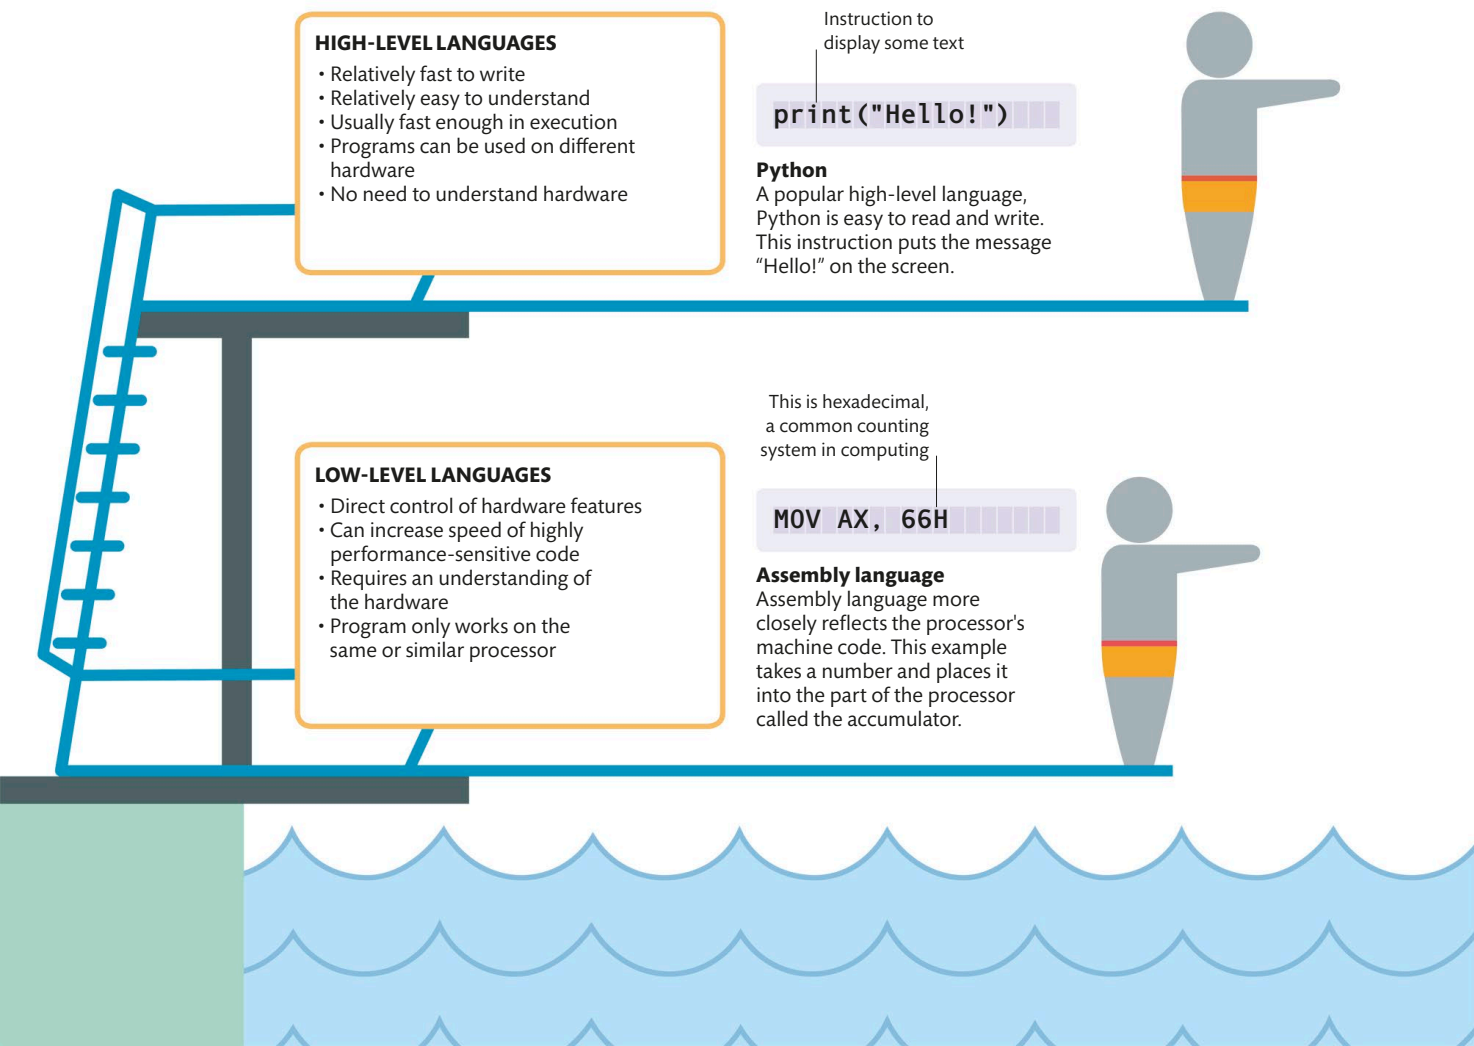 HIGH-LEVEL LANGUAGES
• Relatively fast to write
• Relatively easy to understand
• Usually fast enough in execution
• Programs can be used on different
hardware
• No need to understand hardware
Instruction to
display some text
print("Hello!")
Python
A popular high-level language,
Python is easy to read and write.
This instruction puts the message
“Hello!” on the screen.
LOW-LEVEL LANGUAGES
• Direct control of hardware features
• Can increase speed of highly
performance-sensitive code
• Requires an understanding of
the hardware
• Program only works on the
same or similar processor
This is hexadecimal,
a common counting
system in computing
MOV AX, 66H
Assembly language
Assembly language more
closely reflects the processor's
machine code. This example
takes a number and places it
into the part of the processor
called the accumulator.